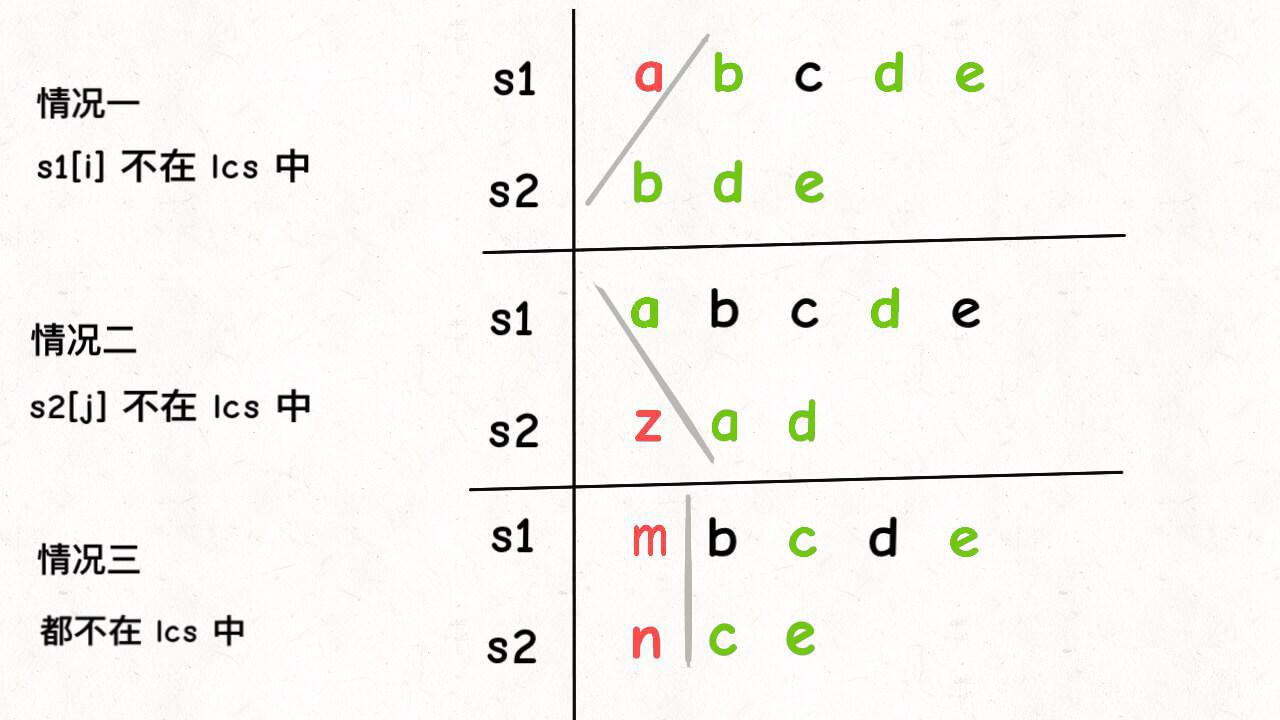 情况一
s1[i] 不在 lcs 中
s1 a b c d e
s2 b d e
情况二
s2[j] 不在 lcs 中
s1 a b c d e
s2 z a d
情况三
都不在 lcs 中
s1 m b c d e
s2 n c e